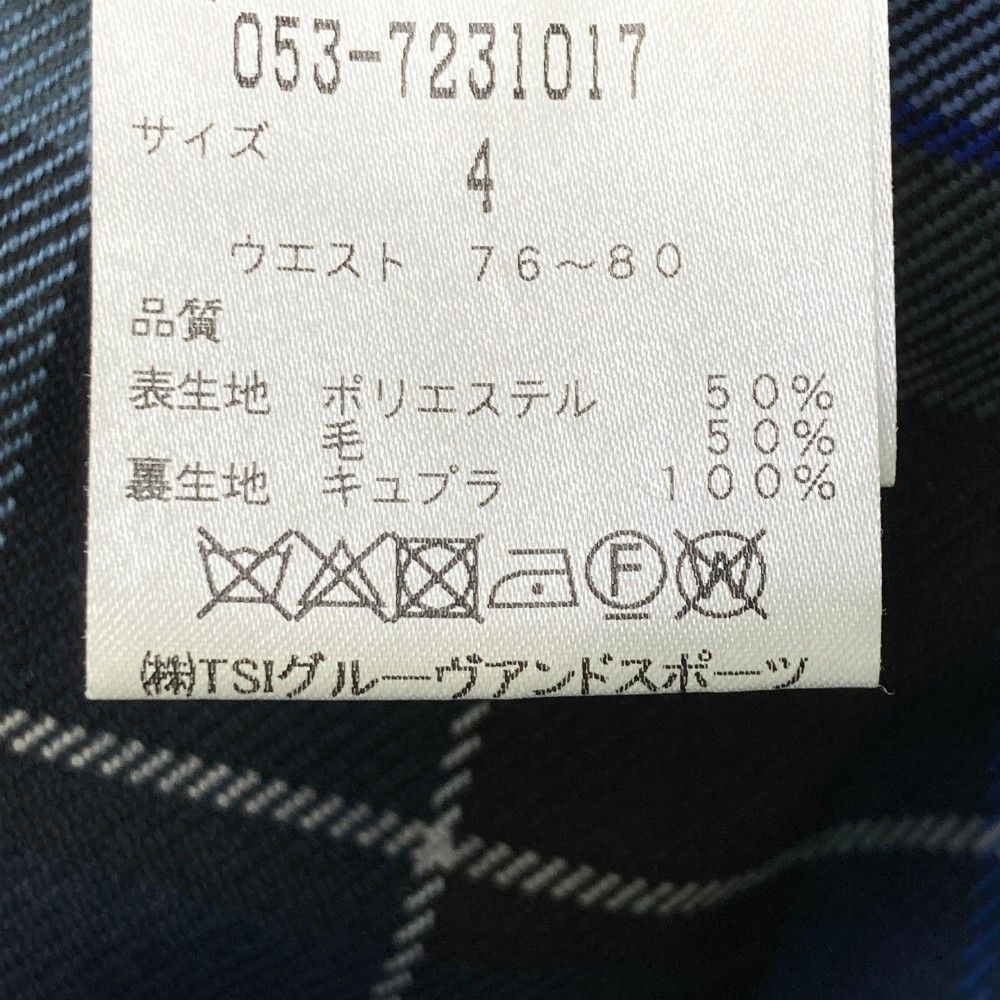 053-7231017
サイズ
4
ウエスト 76～80
品質
表生地 ポリエステル 50%
毛 50%
裏生地 キュプラ 100%
F W
㈱TSIグルーヴアンドスポーツ